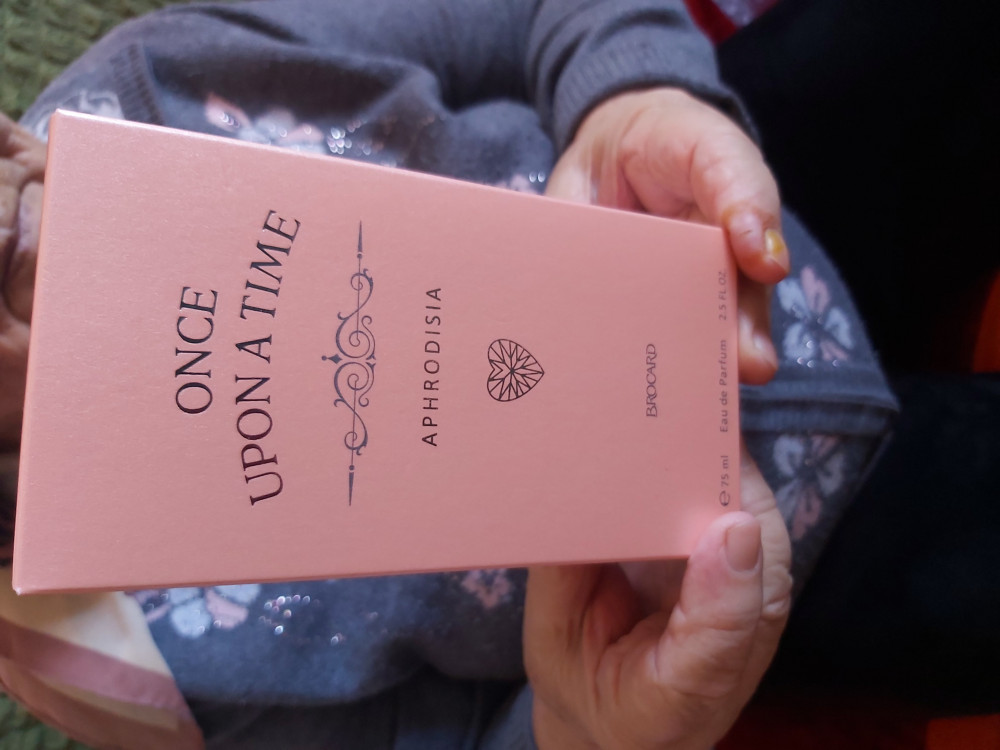 ONCE
UPON A TIME
APHRODISIA
BROCARD
℮ 75 ml Eau de Parfum 2.5 FL OZ.